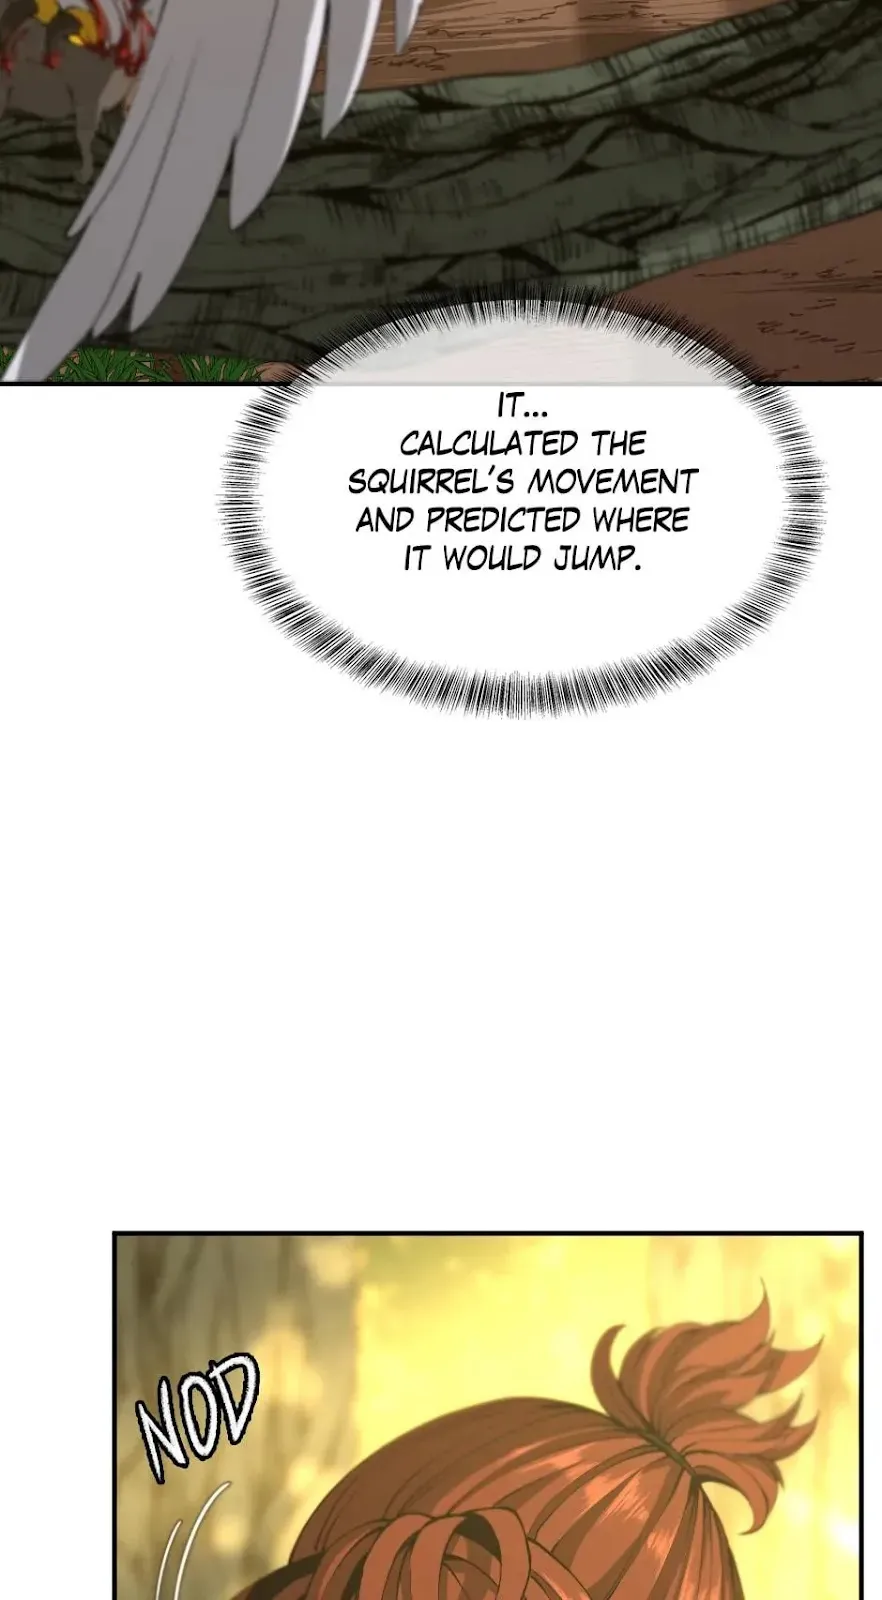 IT...
CALCULATED THE
SQUIRREL'S MOVEMENT
AND PREDICTED WHERE
IT WOULD JUMP.
NOD